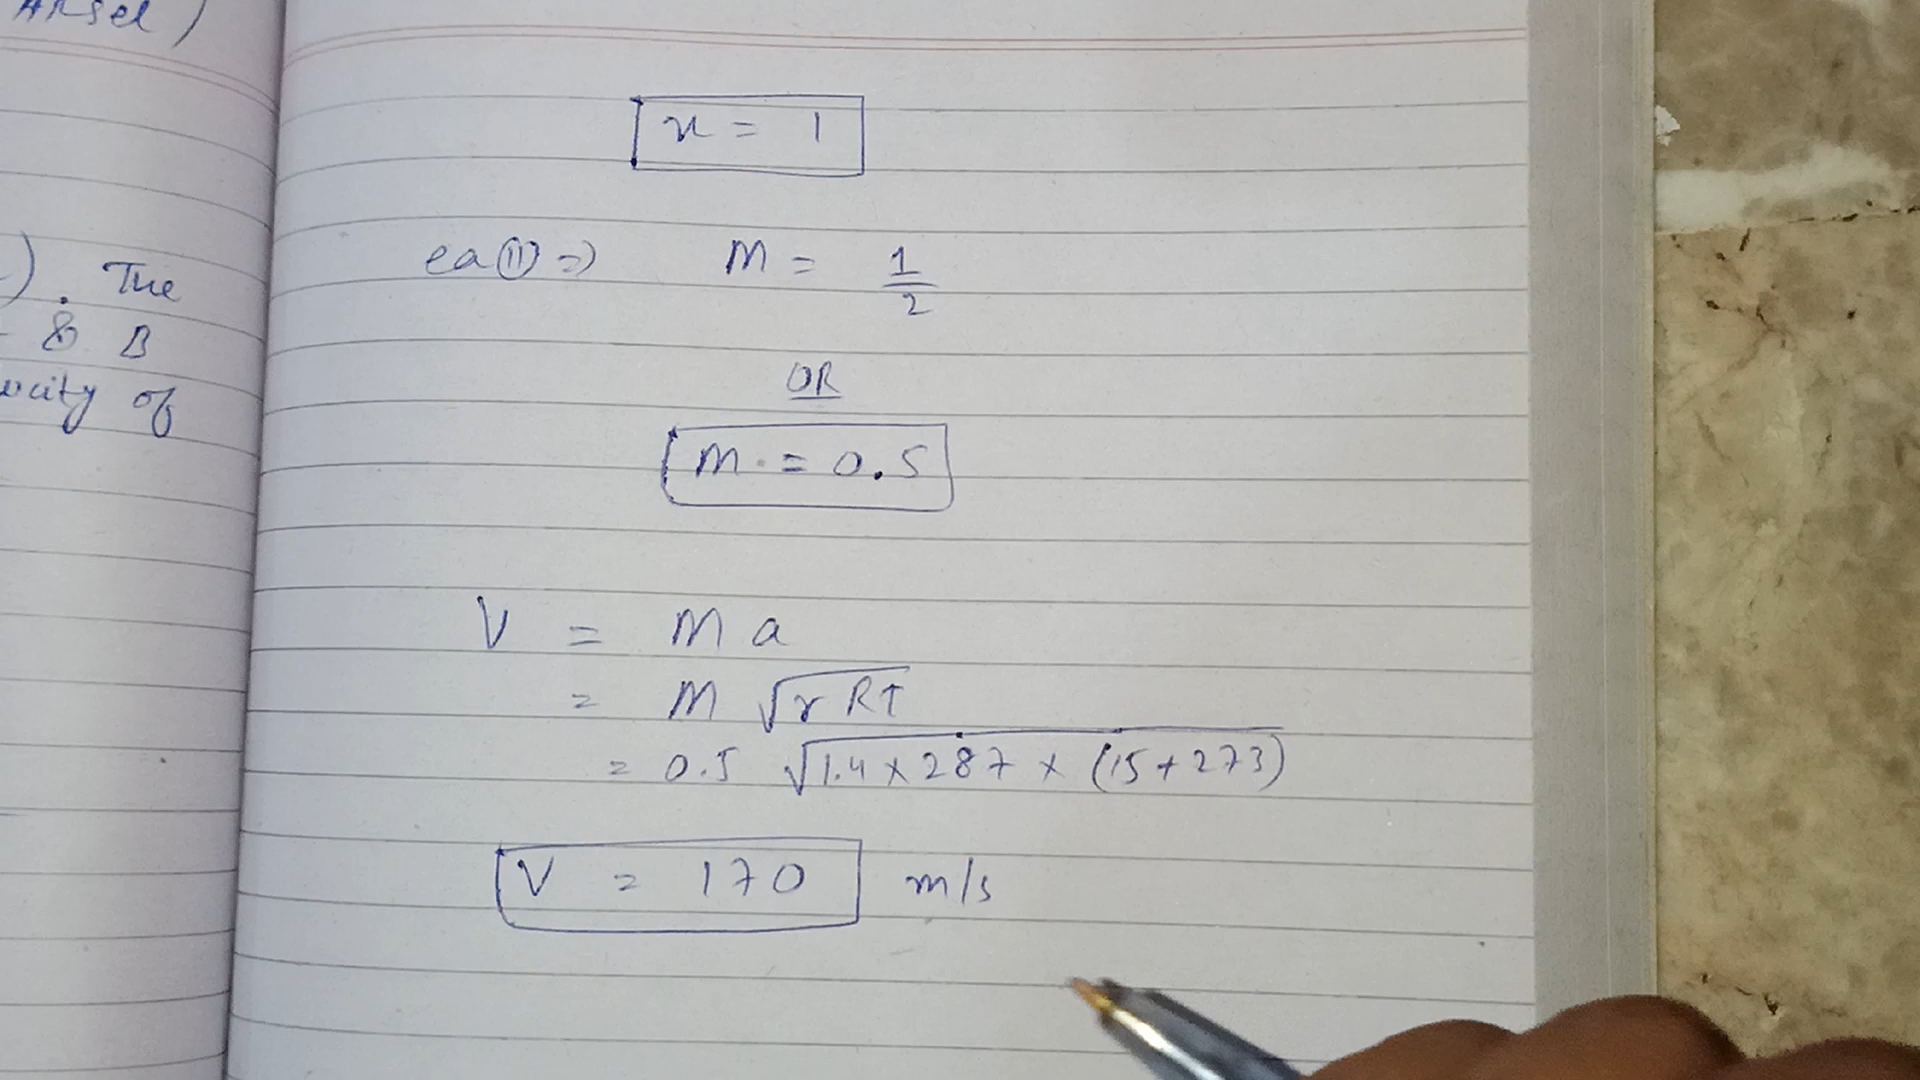 ). The
& B
of
x = 1
eq (11) => M = 1/2
OR
M = 0.5
V = M a
= M √γRT
= 0.5 √1.4 × 287 × (15 + 273)
V = 170 m/s